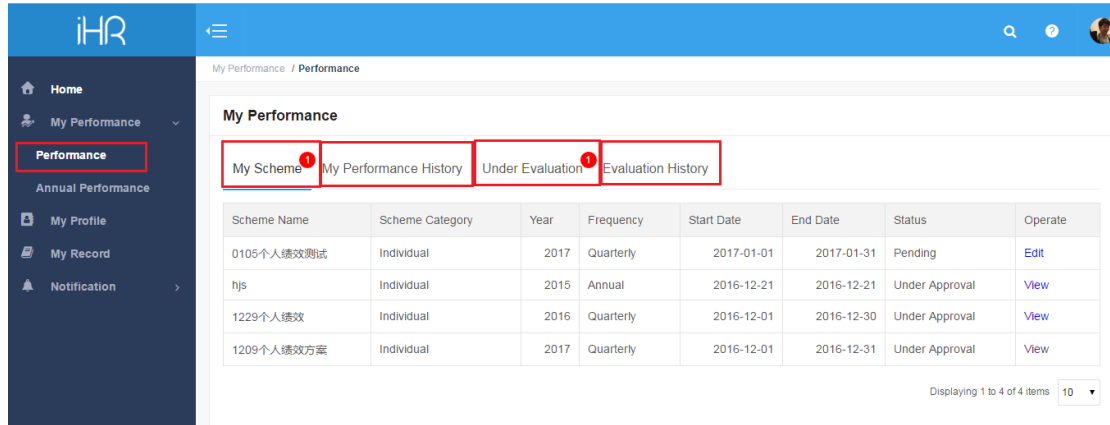 iHR
My Performance / Performance
Home
My Performance
Performance
Annual Performance
My Profile
My Record
Notification
My Performance
My Scheme 1 My Performance History Under Evaluation 1 Evaluation History
Scheme Name Scheme Category Year Frequency Start Date End Date Status Operate
0105个人绩效测试 Individual 2017 Quarterly 2017-01-01 2017-01-31 Pending Edit
hjs Individual 2015 Annual 2016-12-21 2016-12-21 Under Approval View
1229个人绩效 Individual 2016 Quarterly 2016-12-01 2016-12-30 Under Approval View
1209个人绩效方案 Individual 2017 Quarterly 2016-12-01 2016-12-31 Under Approval View
Displaying 1 to 4 of 4 items 10